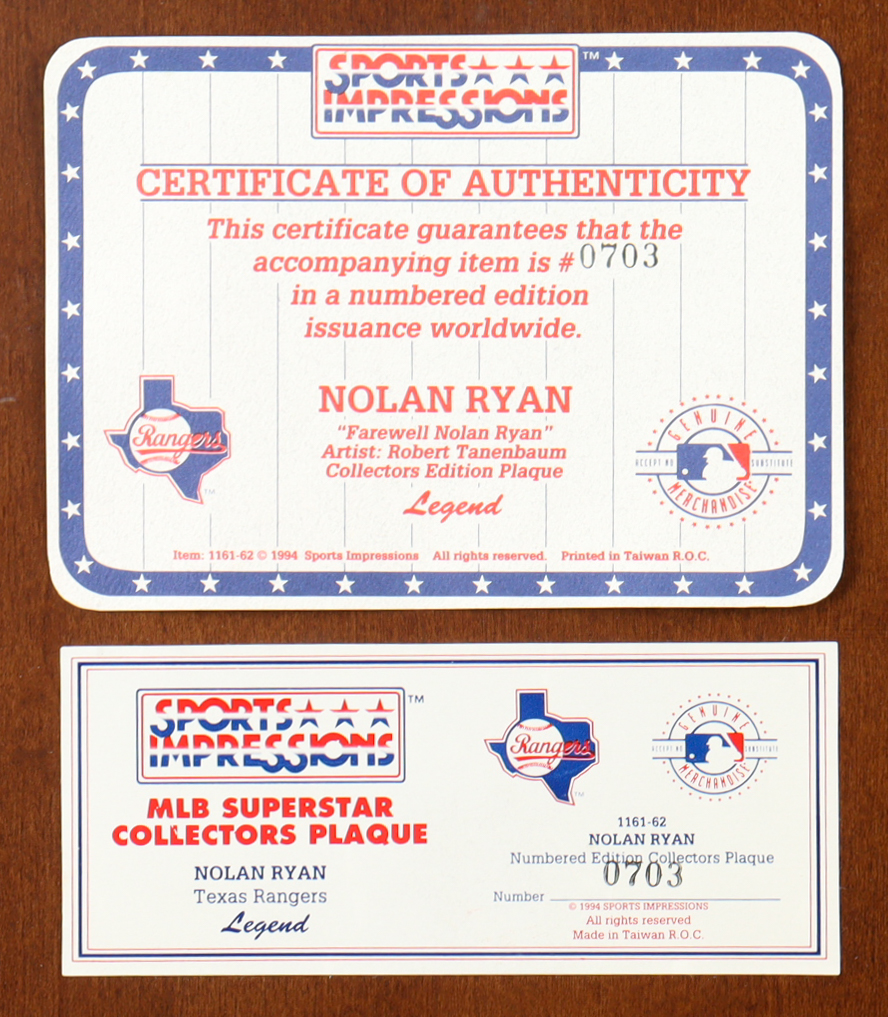 SPORTS
IMPRESSIONS
™
CERTIFICATE OF AUTHENTICITY
This certificate guarantees that the
accompanying item is #0703
in a numbered edition
issuance worldwide.
NOLAN RYAN
"Farewell Nolan Ryan"
Artist: Robert Tanenbaum
Collectors Edition Plaque
Legend
Rangers
™
GENUINE
ACCEPT NO SUBSTITUTE
MERCHANDISE
Item: 1161-62 © 1994 Sports Impressions All rights reserved. Printed in Taiwan R.O.C.
SPORTS
IMPRESSIONS
™
MLB SUPERSTAR
COLLECTORS PLAQUE
NOLAN RYAN
Texas Rangers
Legend
Rangers
™
GENUINE
ACCEPT NO SUBSTITUTE
MERCHANDISE
1161-62
NOLAN RYAN
Numbered Edition Collectors Plaque
Number 0703
© 1994 SPORTS IMPRESSIONS
All rights reserved
Made in Taiwan R.O.C.